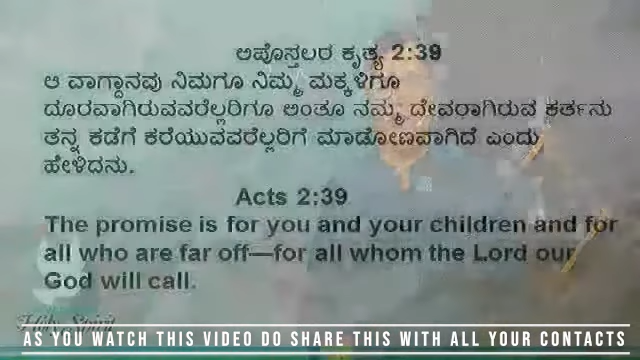 ಅಪೊಸ್ತಲರ ಕೃತ್ಯ 2:39
ಆ ವಾಗ್ದಾನವು ನಿಮಗೂ ನಿಮ್ಮ ಮಕ್ಕಳಿಗೂ
ದೂರವಾಗಿರುವವರೆಲ್ಲರಿಗೂ ಅಂತೂ ನಮ್ಮ ದೇವರಾಗಿರುವ ಕರ್ತನು
ತನ್ನ ಕಡೆಗೆ ಕರೆಯುವವರೆಲ್ಲರಿಗೆ ಮಾಡೋಣವಾಗಿದೆ ಎಂದು
ಹೇಳಿದನು.
Acts 2:39
The promise is for you and your children and for
all who are far off—for all whom the Lord our
God will call.
Holy Spirit
AS YOU WATCH THIS VIDEO DO SHARE THIS WITH ALL YOUR CONTACTS